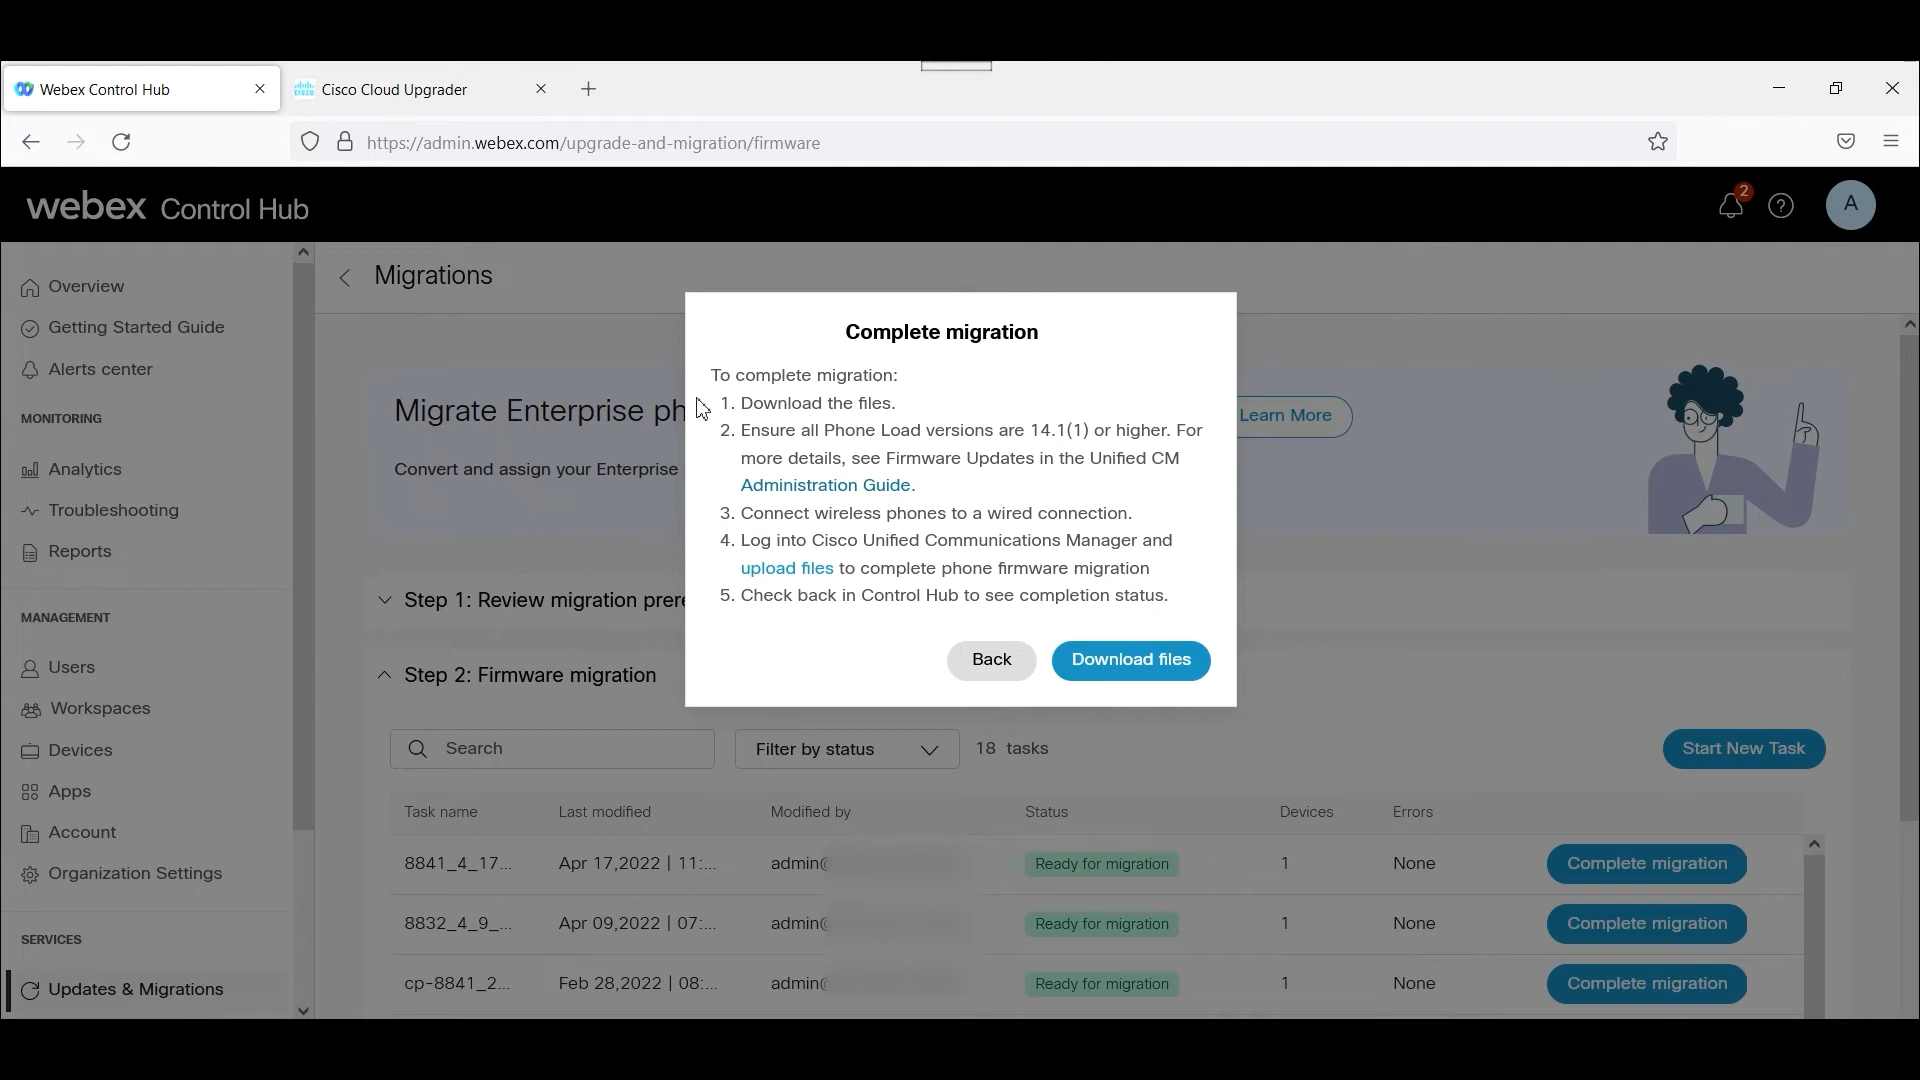 Webex Control Hub
Cisco Cloud Upgrader
https://admin.webex.com/upgrade-and-migration/firmware
webex Control Hub
2
A
Overview
Getting Started Guide
Alerts center
MONITORING
Analytics
Troubleshooting
Reports
MANAGEMENT
Users
Workspaces
Devices
Apps
Account
Organization Settings
SERVICES
Updates & Migrations
Migrations
Migrate Enterprise ph
Learn More
Convert and assign your Enterprise
Complete migration
To complete migration:
1. Download the files.
2. Ensure all Phone Load versions are 14.1(1) or higher. For
more details, see Firmware Updates in the Unified CM
Administration Guide.
3. Connect wireless phones to a wired connection.
4. Log into Cisco Unified Communications Manager and
upload files to complete phone firmware migration
5. Check back in Control Hub to see completion status.
Back Download files
Step 1: Review migration prere
Step 2: Firmware migration
Search Filter by status 18 tasks Start New Task
Task name Last modified Modified by Status Devices Errors
8841_4_17... Apr 17,2022 | 11:... admin@ Ready for migration 1 None Complete migration
8832_4_9_... Apr 09,2022 | 07:... admin@ Ready for migration 1 None Complete migration
cp-8841_2... Feb 28,2022 | 08:... admin@ Ready for migration 1 None Complete migration